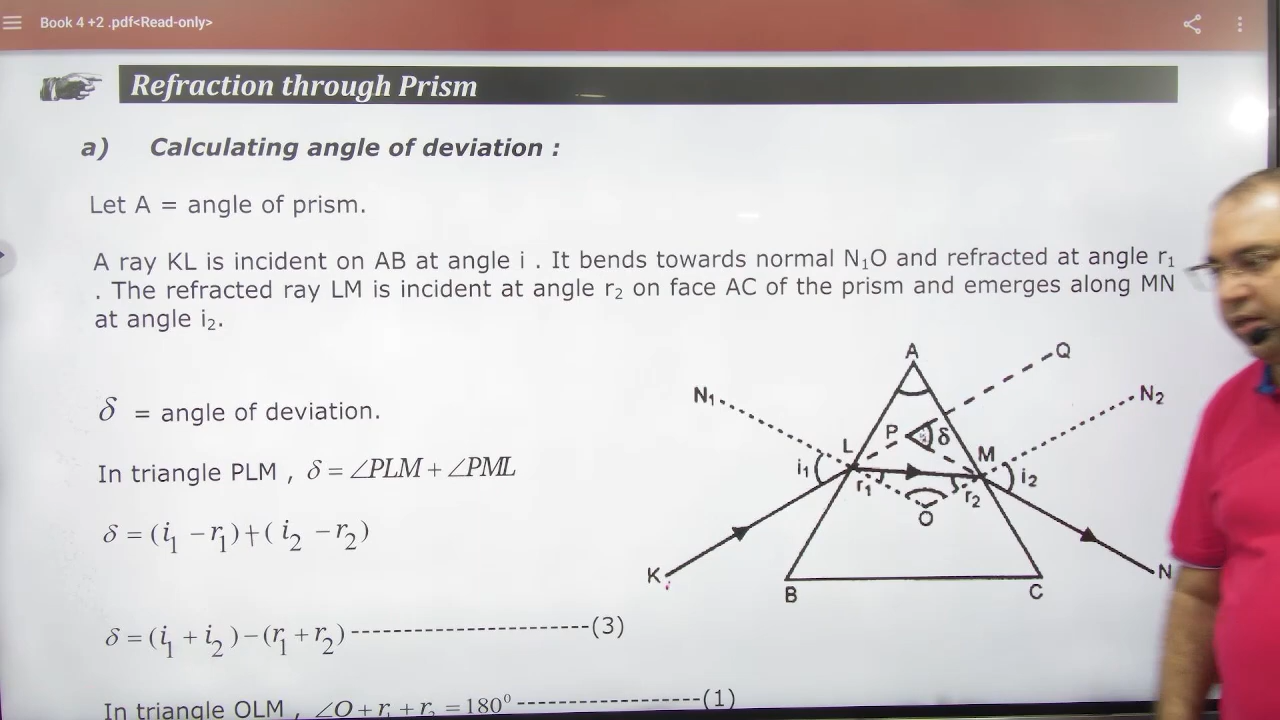 Book 4 +2 .pdf<Read-only>
Refraction through Prism
a) Calculating angle of deviation :
Let A = angle of prism.
A ray KL is incident on AB at angle i . It bends towards normal N₁O and refracted at angle r₁
. The refracted ray LM is incident at angle r₂ on face AC of the prism and emerges along MN
at angle i₂.
δ = angle of deviation.
In triangle PLM , δ = ∠PLM + ∠PML
δ = (i₁ − r₁) + ( i₂ − r₂)
δ = (i₁ + i₂) − (r₁ + r₂) -----------------------(3)
In triangle OLM , ∠O + r₁ + r₂ = 180⁰ ------------------(1)
A
Q
N₁
N₂
P
δ
L
M
i₁
i₂
r₁
r₂
O
K
N
B
C